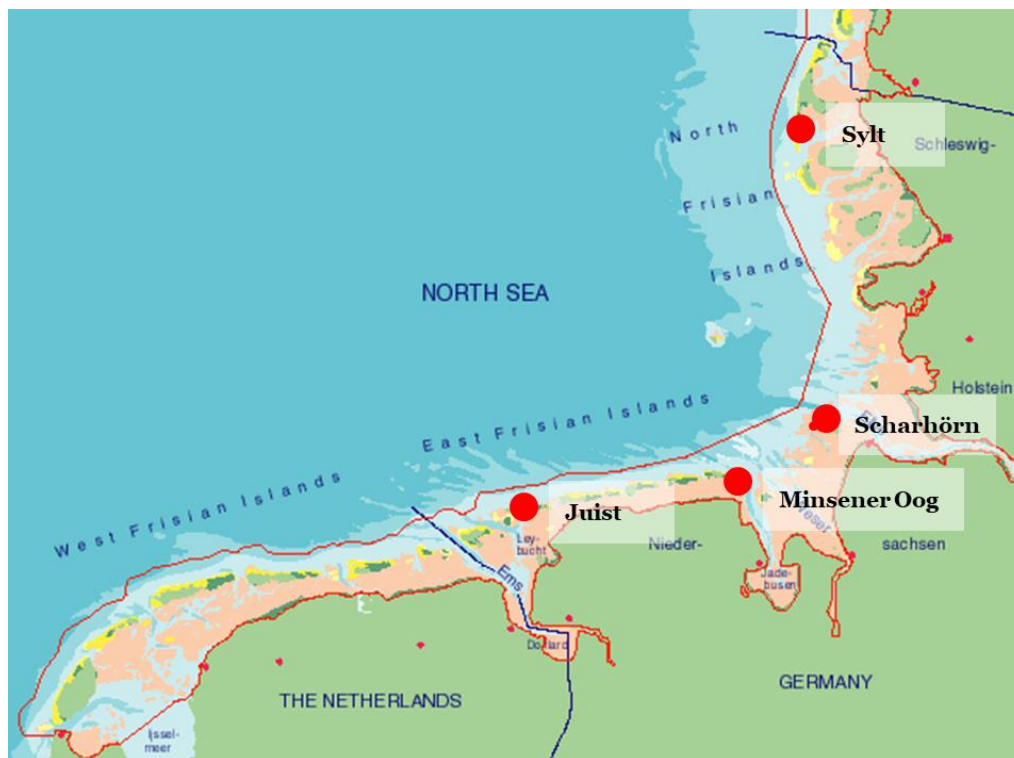 North
Frisian
Islands
Sylt
Schleswig-
NORTH SEA
Holstein
East Frisian Islands
Scharhörn
West Frisian Islands
Minsener Oog
Juist
Ley-
bucht
Nieder-
sachsen
Ems
Jade-
busen
Dollard
THE NETHERLANDS
GERMANY
Ijssel-
meer